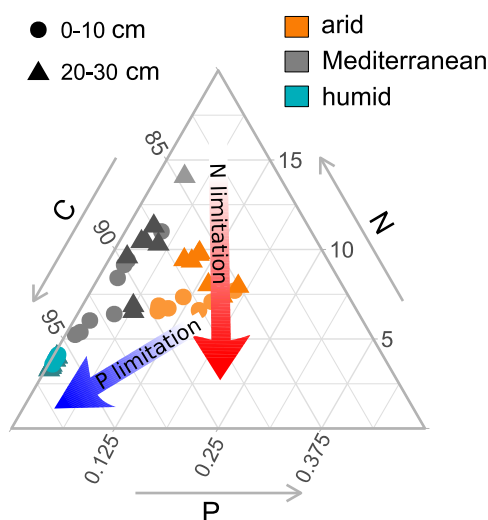 0-10 cm
20-30 cm
arid
Mediterranean
humid
85
15
C
N
N limitation
90
10
95
5
P limitation
0.125
0.25
0.375
P